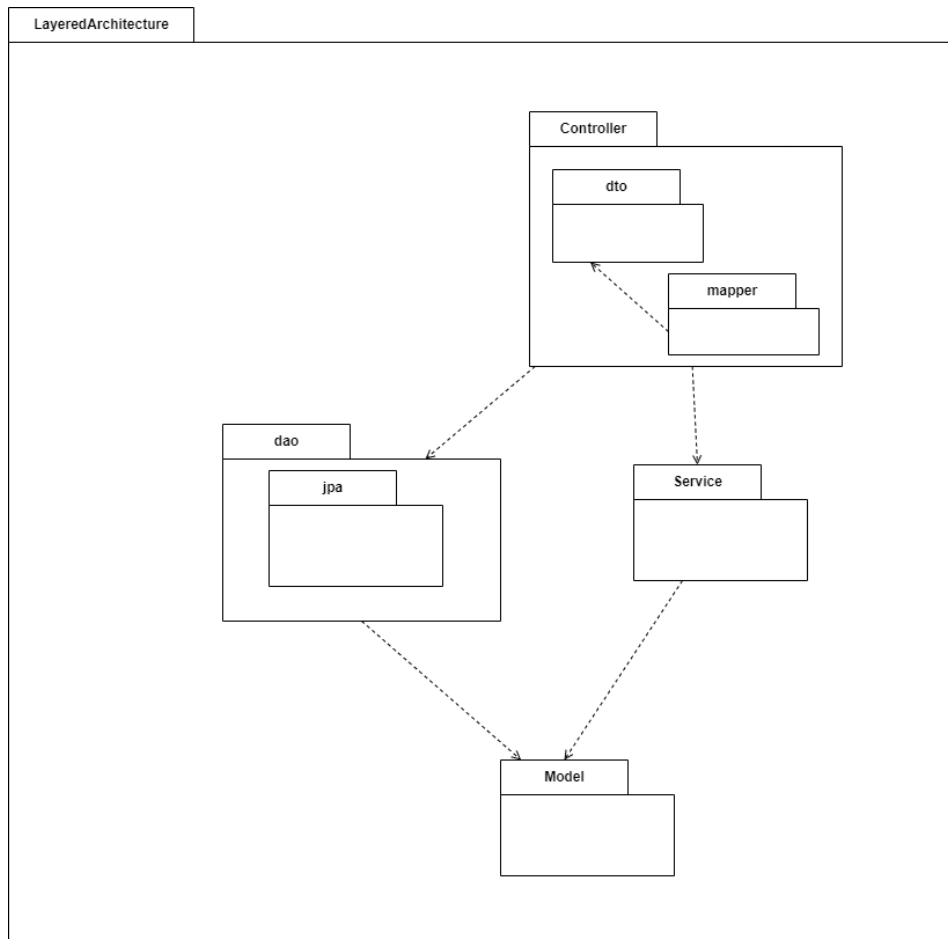 LayeredArchitecture
Controller
dto
mapper
dao
jpa
Service
Model